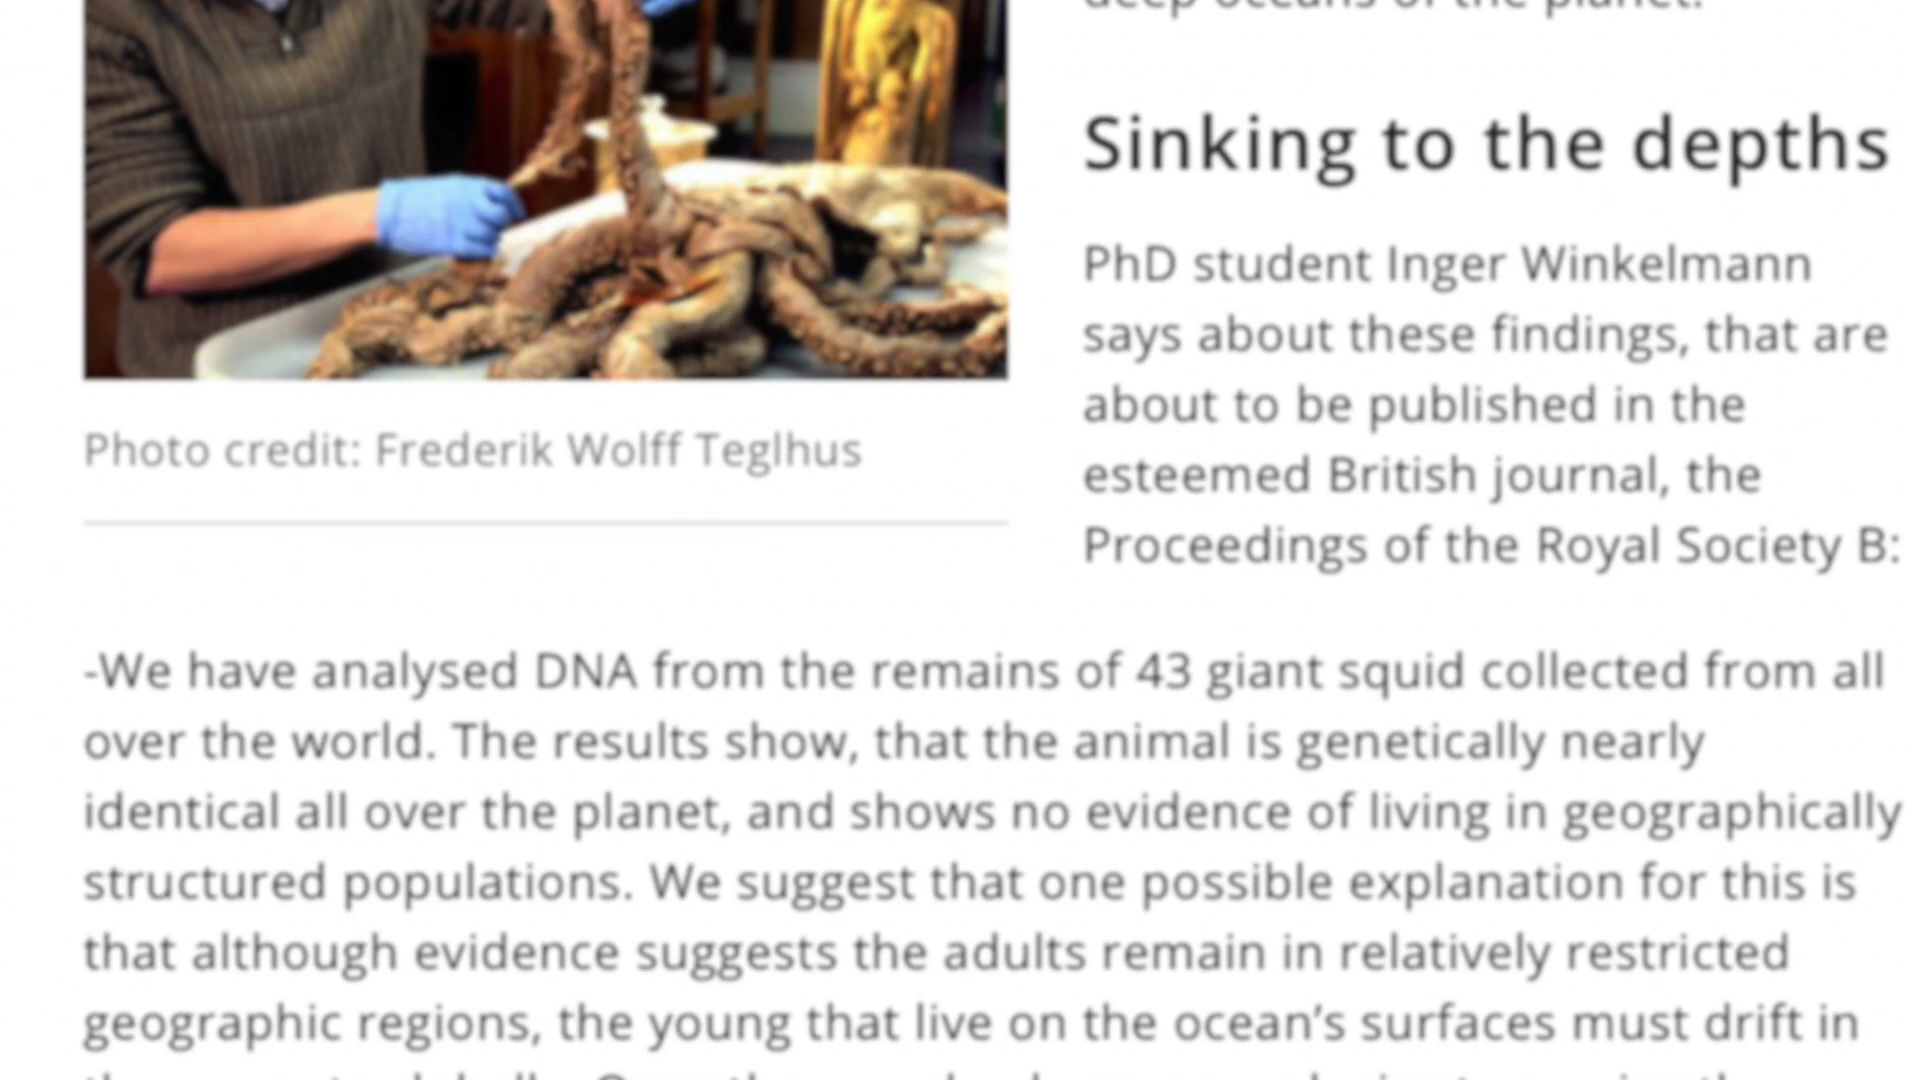 deep oceans of the planet.
Sinking to the depths
PhD student Inger Winkelmann
says about these findings, that are
about to be published in the
esteemed British journal, the
Proceedings of the Royal Society B:
Photo credit: Frederik Wolff Teglhus
-We have analysed DNA from the remains of 43 giant squid collected from all
over the world. The results show, that the animal is genetically nearly
identical all over the planet, and shows no evidence of living in geographically
structured populations. We suggest that one possible explanation for this is
that although evidence suggests the adults remain in relatively restricted
geographic regions, the young that live on the ocean’s surfaces must drift in